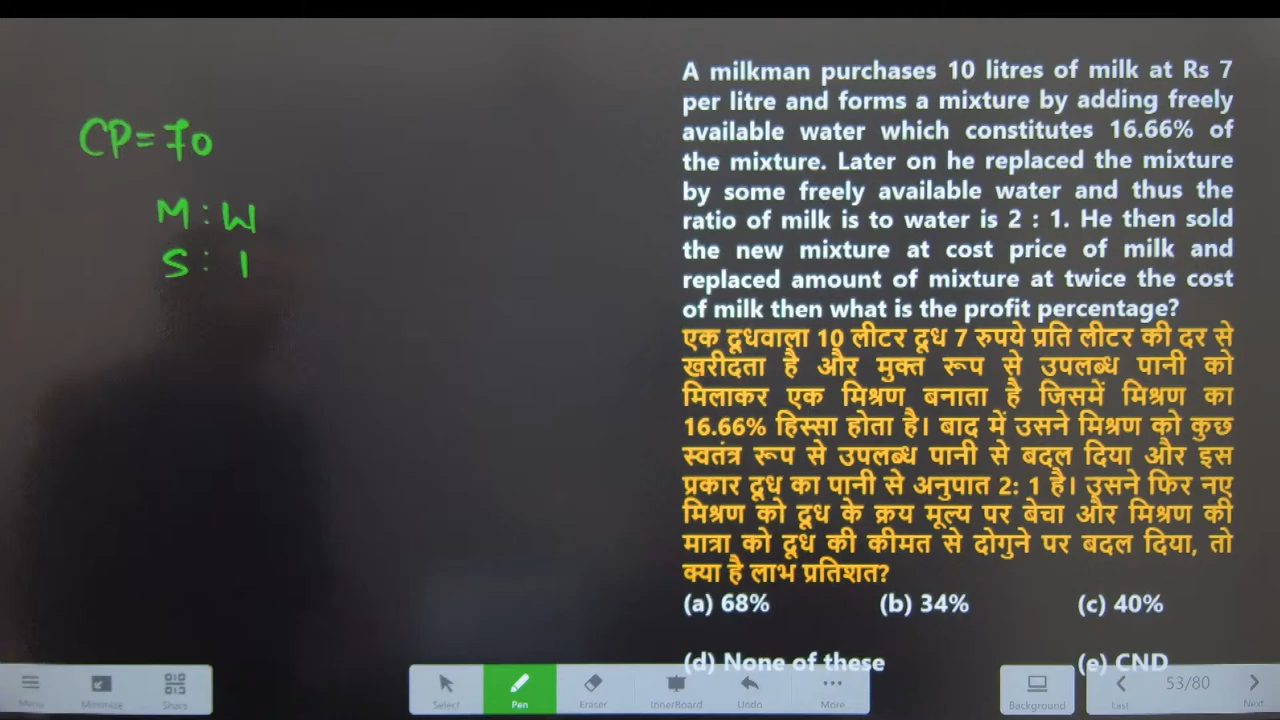 CP = 70
M : W
5 : 1
A milkman purchases 10 litres of milk at Rs 7
per litre and forms a mixture by adding freely
available water which constitutes 16.66% of
the mixture. Later on he replaced the mixture
by some freely available water and thus the
ratio of milk is to water is 2 : 1. He then sold
the new mixture at cost price of milk and
replaced amount of mixture at twice the cost
of milk then what is the profit percentage?
एक दूधवाला 10 लीटर दूध 7 रुपये प्रति लीटर की दर से
खरीदता है और मुक्त रूप से उपलब्ध पानी को
मिलाकर एक मिश्रण बनाता है जिसमें मिश्रण का
16.66% हिस्सा होता है। बाद में उसने मिश्रण को कुछ
स्वतंत्र रूप से उपलब्ध पानी से बदल दिया और इस
प्रकार दूध का पानी से अनुपात 2: 1 है। उसने फिर नए
मिश्रण को दूध के क्रय मूल्य पर बेचा और मिश्रण की
मात्रा को दूध की कीमत से दोगुने पर बदल दिया, तो
क्या है लाभ प्रतिशत?
(a) 68% (b) 34% (c) 40%
(d) None of these (e) CND
53/80
Menu Minimize Share Select Pen Eraser InnerBoard Undo More Background Last Next